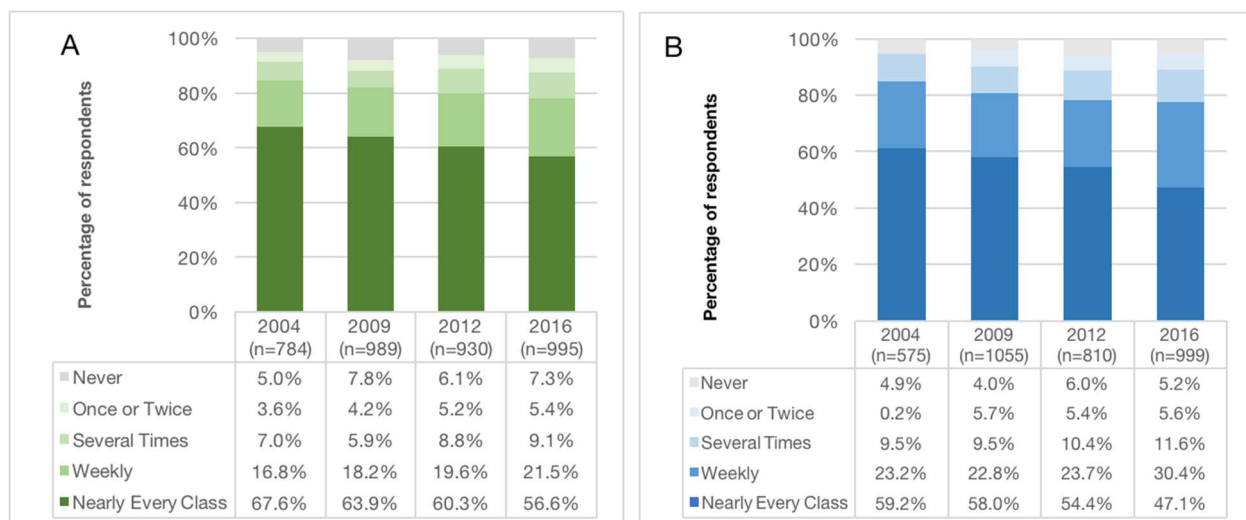 A
Percentage of respondents
100%
80%
60%
40%
20%
0%
2004 2009 2012 2016
(n=784) (n=989) (n=930) (n=995)
Never 5.0% 7.8% 6.1% 7.3%
Once or Twice 3.6% 4.2% 5.2% 5.4%
Several Times 7.0% 5.9% 8.8% 9.1%
Weekly 16.8% 18.2% 19.6% 21.5%
Nearly Every Class 67.6% 63.9% 60.3% 56.6%
B
Percentage of respondents
100%
80%
60%
40%
20%
0%
2004 2009 2012 2016
(n=575) (n=1055) (n=810) (n=999)
Never 4.9% 4.0% 6.0% 5.2%
Once or Twice 0.2% 5.7% 5.4% 5.6%
Several Times 9.5% 9.5% 10.4% 11.6%
Weekly 23.2% 22.8% 23.7% 30.4%
Nearly Every Class 59.2% 58.0% 54.4% 47.1%